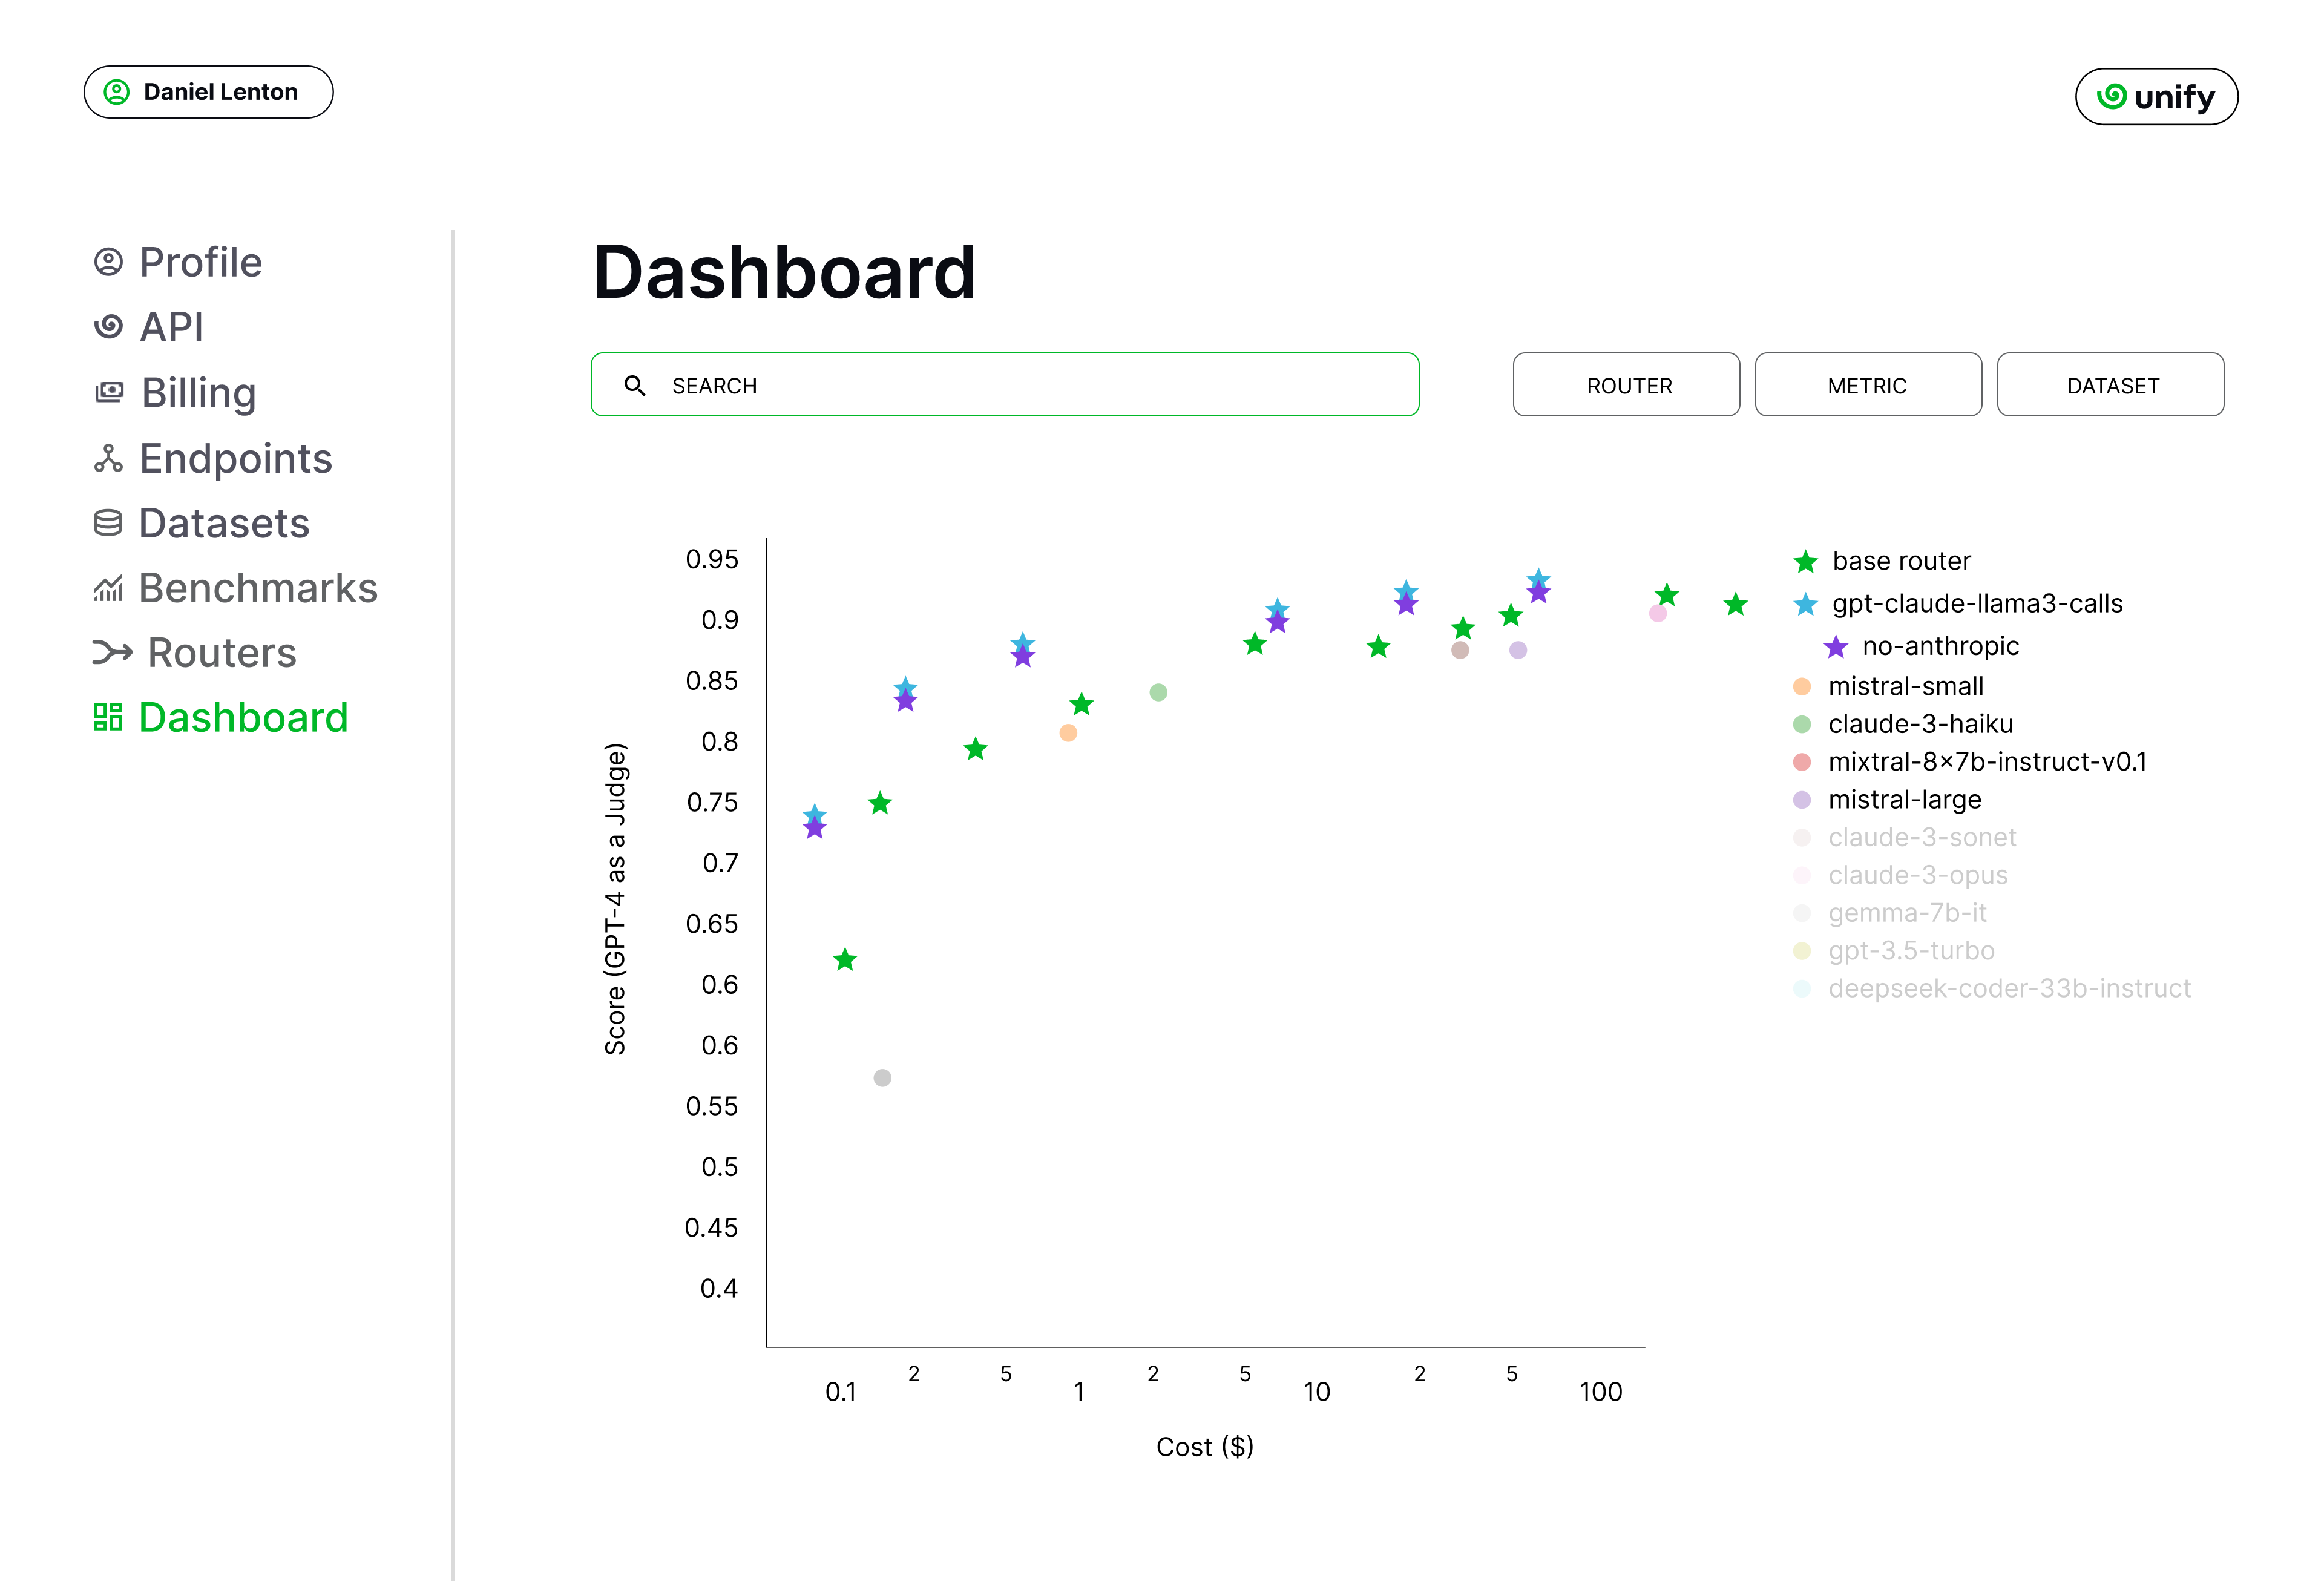 Daniel Lenton
unify
Profile
API
Billing
Endpoints
Datasets
Benchmarks
Routers
Dashboard
Dashboard
SEARCH
ROUTER
METRIC
DATASET
Score (GPT-4 as a Judge)
0.95
0.9
0.85
0.8
0.75
0.7
0.65
0.6
0.6
0.55
0.5
0.45
0.4
2 5 2 5 2 5
0.1 1 10 100
Cost ($)
base router
gpt-claude-llama3-calls
no-anthropic
mistral-small
claude-3-haiku
mixtral-8×7b-instruct-v0.1
mistral-large
claude-3-sonet
claude-3-opus
gemma-7b-it
gpt-3.5-turbo
deepseek-coder-33b-instruct